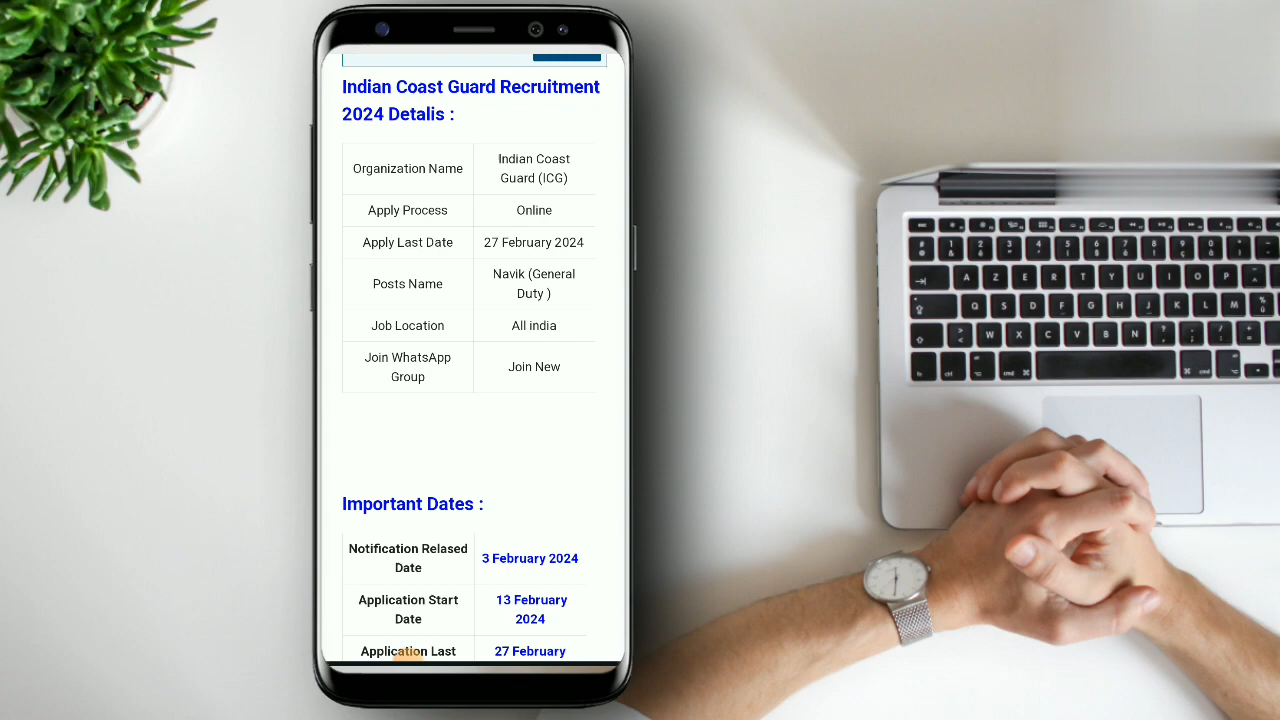 Indian Coast Guard Recruitment
2024 Detalis :
Organization Name
Indian Coast
Guard (ICG)
Apply Process
Online
Apply Last Date
27 February 2024
Posts Name
Navik (General
Duty )
Job Location
All india
Join WhatsApp
Group
Join New
Important Dates :
Notification Relased
Date
3 February 2024
Application Start
Date
13 February
2024
Application Last
27 February